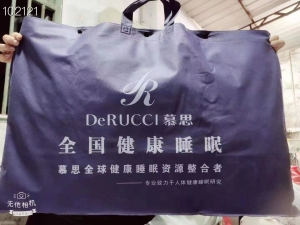 102121
R
DeRUCCI 慕思
全国健康睡眠
慕思全球健康睡眠资源整合者
——专业致力于人体健康睡眠研究
无他相机